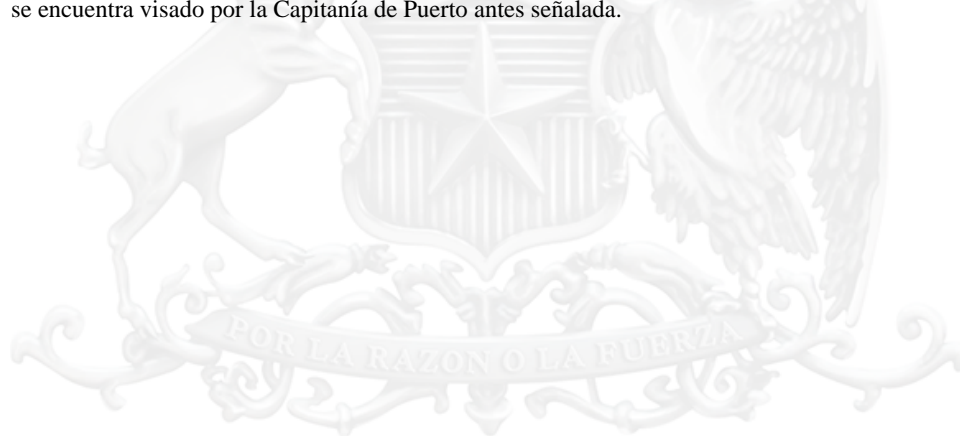 se encuentra visado por la Capitanía de Puerto antes señalada.
POR LA RAZON O LA FUERZA